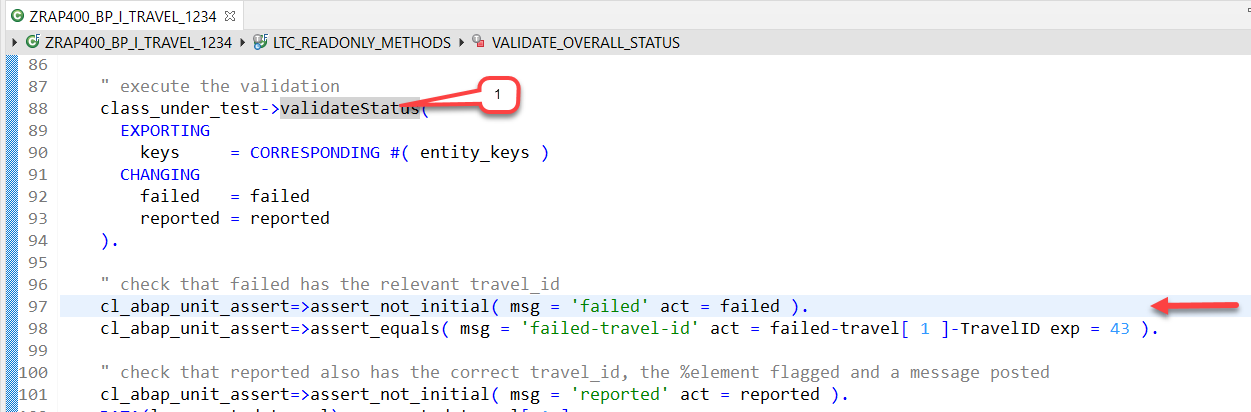 ZRAP400_BP_I_TRAVEL_1234
ZRAP400_BP_I_TRAVEL_1234 LTC_READONLY_METHODS VALIDATE_OVERALL_STATUS
86
87 " execute the validation
88 class_under_test->validateStatus(
1
89 EXPORTING
90 keys = CORRESPONDING #( entity_keys )
91 CHANGING
92 failed = failed
93 reported = reported
94 ).
95
96 " check that failed has the relevant travel_id
97 cl_abap_unit_assert=>assert_not_initial( msg = 'failed' act = failed ).
98 cl_abap_unit_assert=>assert_equals( msg = 'failed-travel-id' act = failed-travel[ 1 ]-TravelID exp = 43 ).
99
100 " check that reported also has the correct travel_id, the %element flagged and a message posted
101 cl_abap_unit_assert=>assert_not_initial( msg = 'reported' act = reported ).